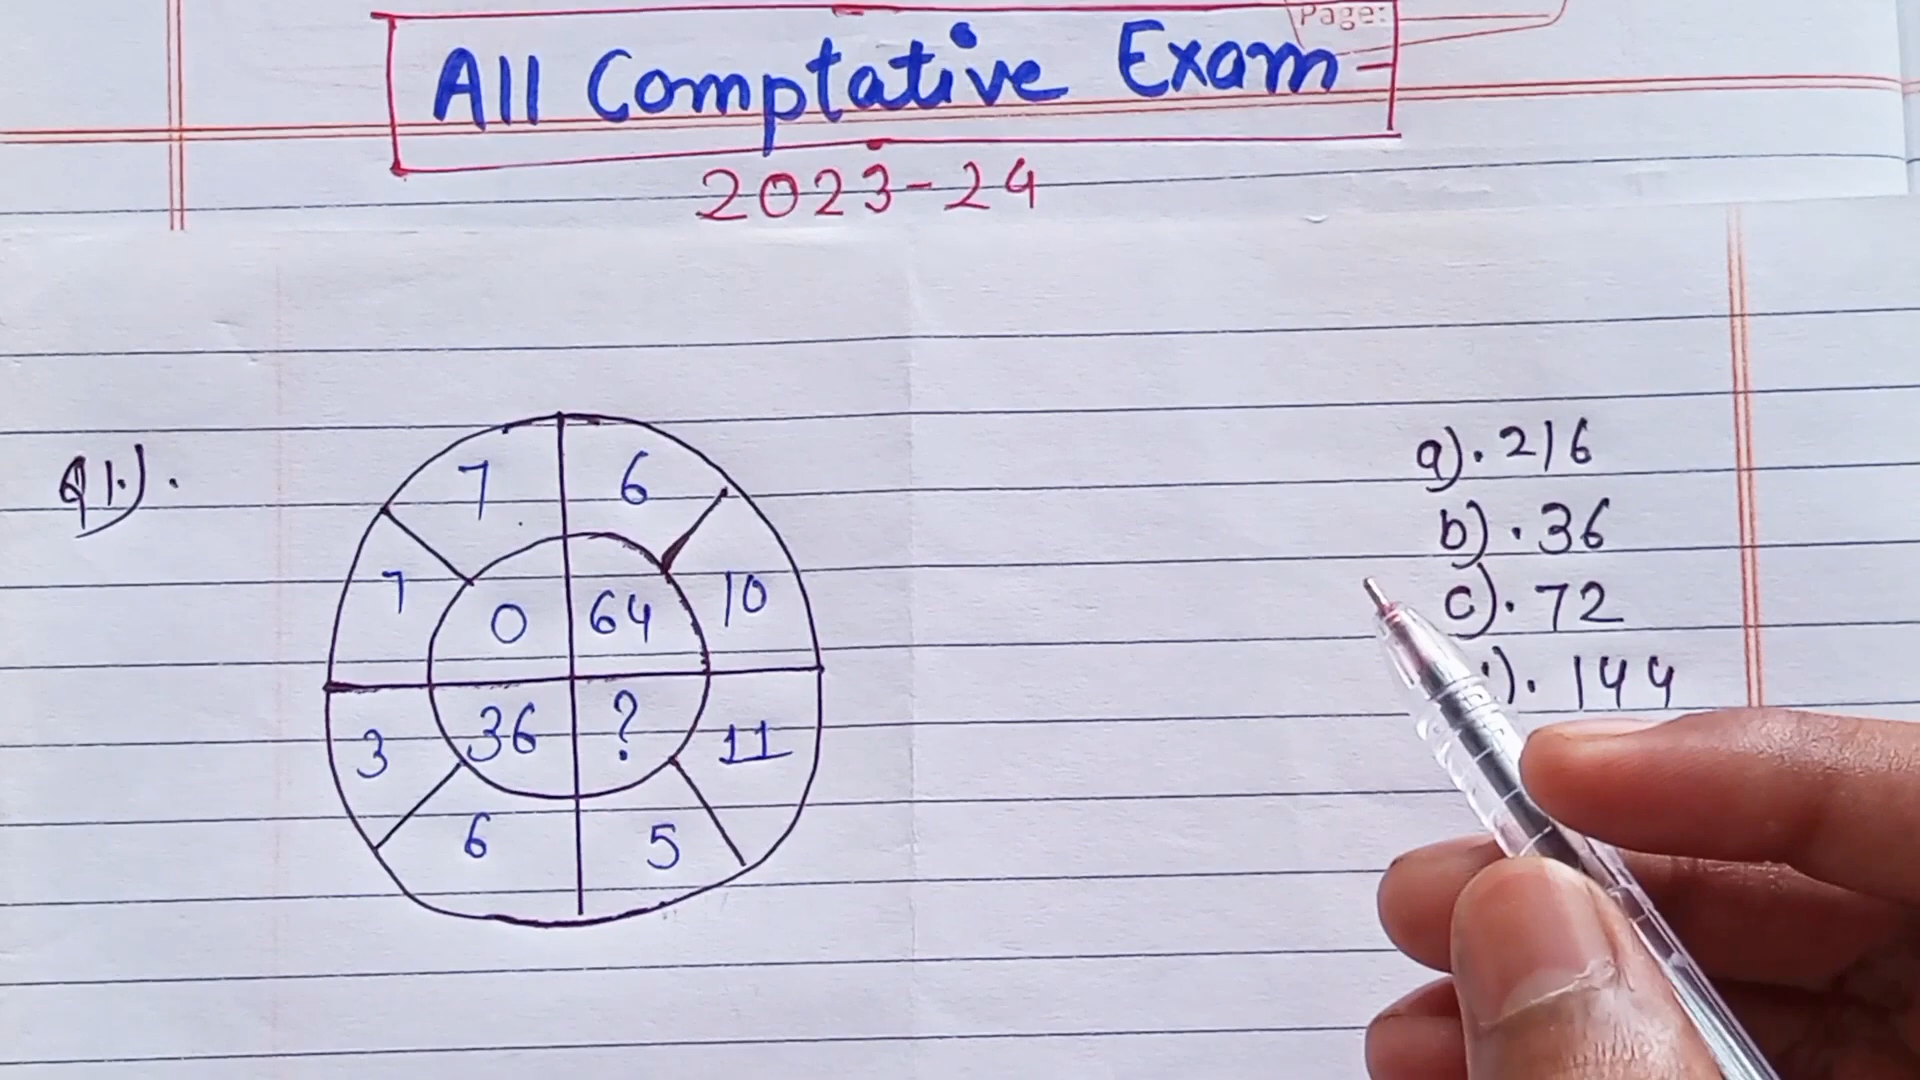 Page:
All Comptative Exam
2023-24
Q1.).
7 6
7 10
0 64
36 ?
3 11
6 5
a). 216
b). 36
c). 72
). 144